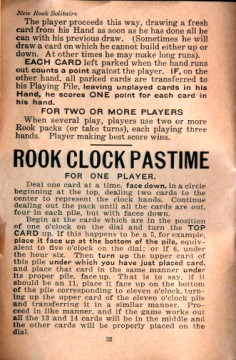 New Rook Solitaire
The player proceeds this way, drawing a fresh
card from his Hand as soon as he has done all he
can with his previous draw. (Sometimes he will
draw a card on which he cannot build either up or
down. At other times he may make long runs).
EACH CARD left parked when the hand runs
out counts a point against the player. IF, on the
other hand, all parked cards are transferred to
his Playing Pile, leaving unplayed cards in his
Hand, he scores ONE point for each card in
his hand.
FOR TWO OR MORE PLAYERS
When several play, players use two or more
Rook packs (or take turns), each playing three
hands. Player making best score wins.
ROOK CLOCK PASTIME
FOR ONE PLAYER.
Deal one card at a time, face down, in a circle
beginning at the top, dealing two cards to the
center to represent the clock hands. Continue
dealing out the pack until all the cards are out,
four in each pile, but with faces down.
Begin at the cards which are in the position
of one o'clock on the dial and turn the TOP
CARD up. If this happens to be a 5, for example,
place it face up at the bottom of the pile, equiv-
alent to five o'clock on the dial; or if 6, under
the hour six. Then turn up the upper card of
this pile under which you have just placed card,
and place that card in the same manner under
its proper pile, face up. That is to say, if it
should be an 11, place it face up on the bottom
of the pile corresponding to eleven o'clock, turn-
ing up the upper card of the eleven o'clock pile
and transferring it in a similar manner. Pro-
ceed in like manner, and if the game works out
all the 13 and 14 cards will be in the middle and
the other cards will be properly placed on the
dial.
32